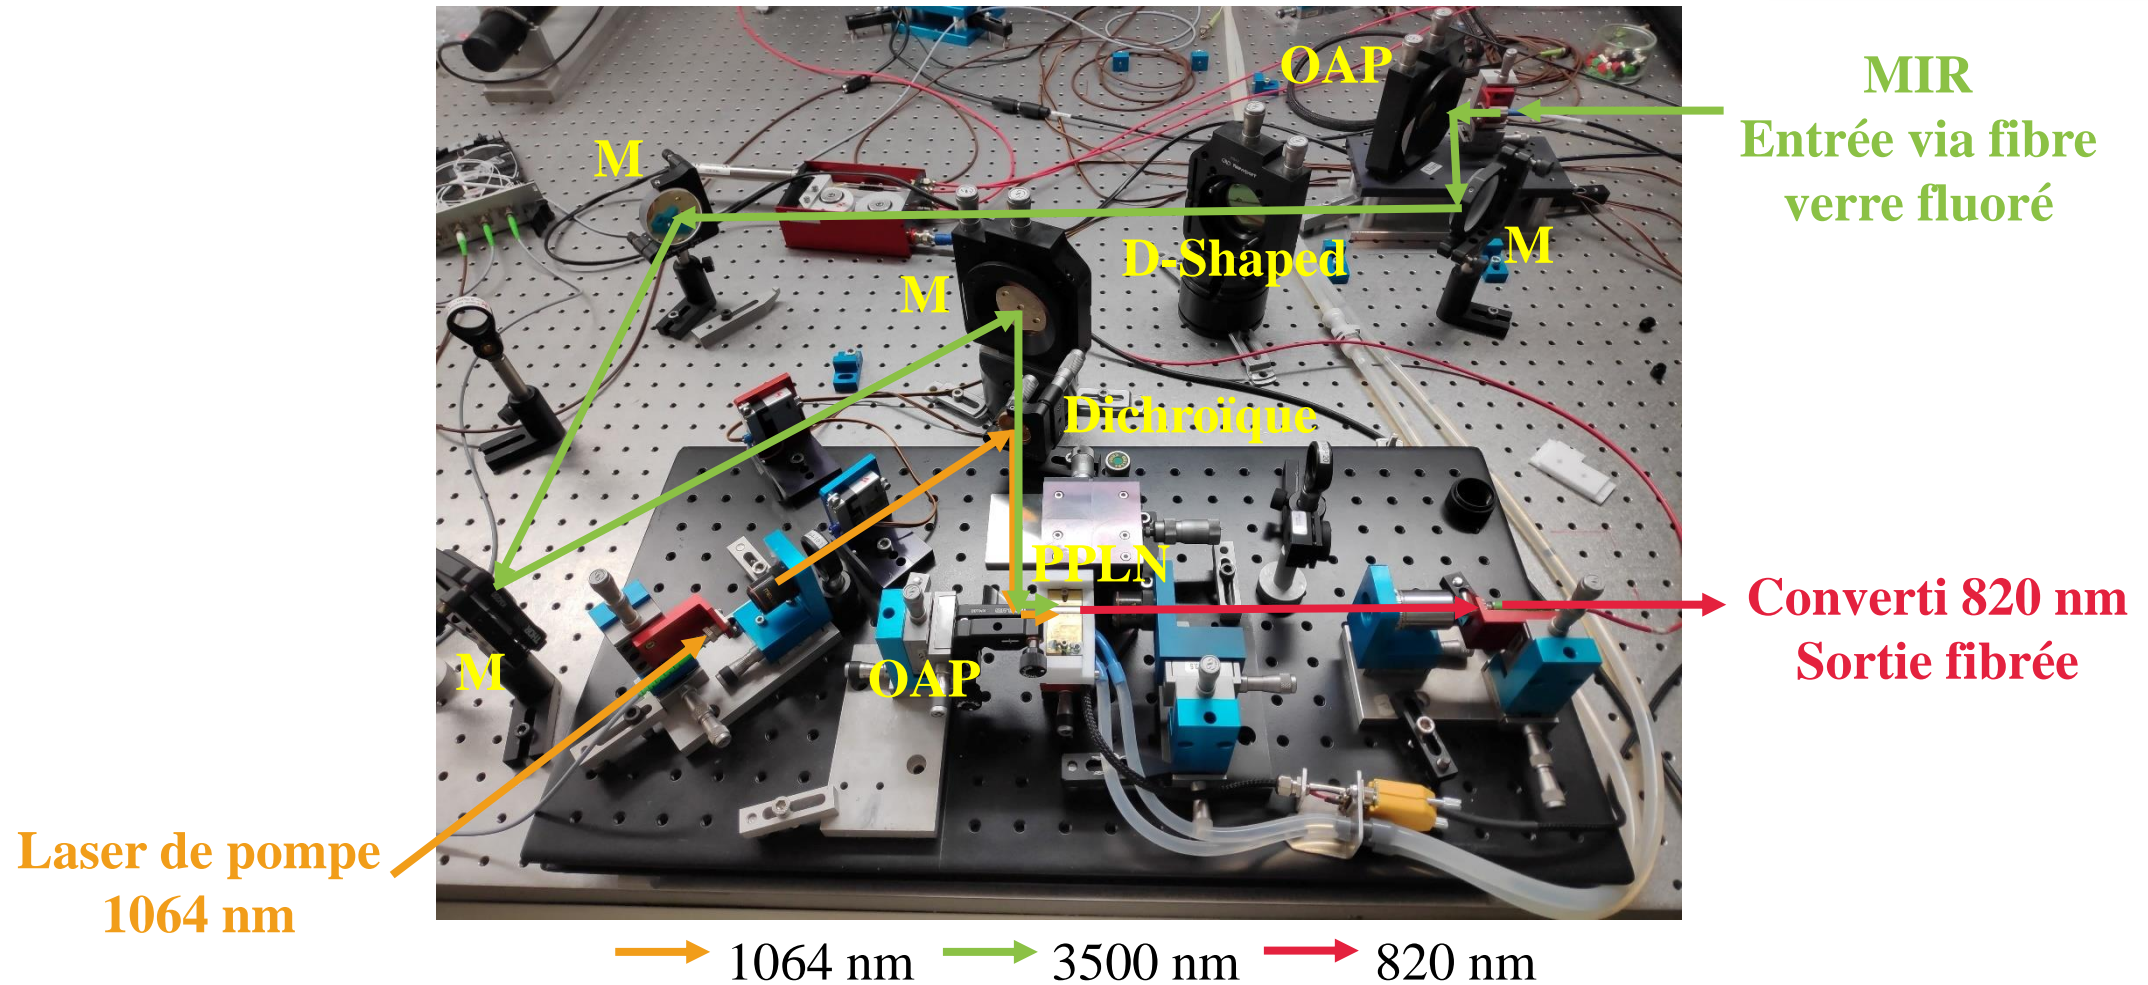 OAP
MIR
Entrée via fibre
verre fluoré
M
D-Shaped
M
M
Dichroïque
PPLN
Converti 820 nm
Sortie fibrée
M
OAP
Laser de pompe
1064 nm
1064 nm
3500 nm
820 nm